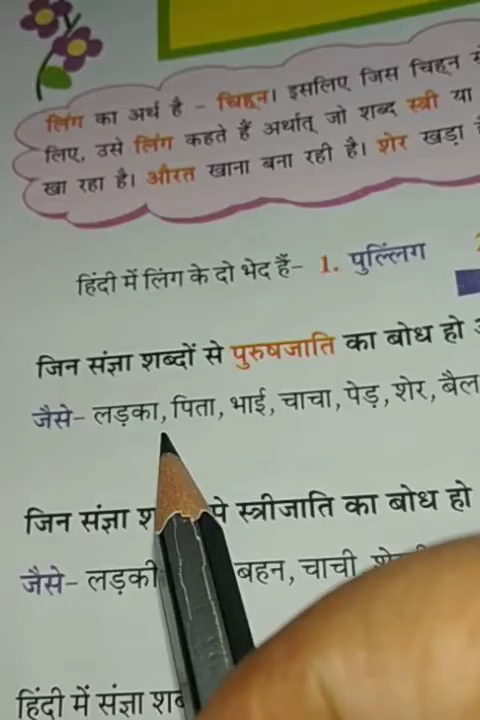 लिंग का अर्थ है - चिह्न। इसलिए जिस चिह्न
लिए, उसे लिंग कहते हैं अर्थात् जो शब्द स्त्री या
खा रहा है। औरत खाना बना रही है। शेर खड़ा
हिंदी में लिंग के दो भेद हैं- 1. पुल्लिंग
जिन संज्ञा शब्दों से पुरुषजाति का बोध हो
जैसे- लड़का, पिता, भाई, चाचा, पेड़, शेर, बैल
जिन संज्ञा स्त्रीजाति का बोध हो
जैसे- लड़की बहन, चाची
हिंदी में संज्ञा